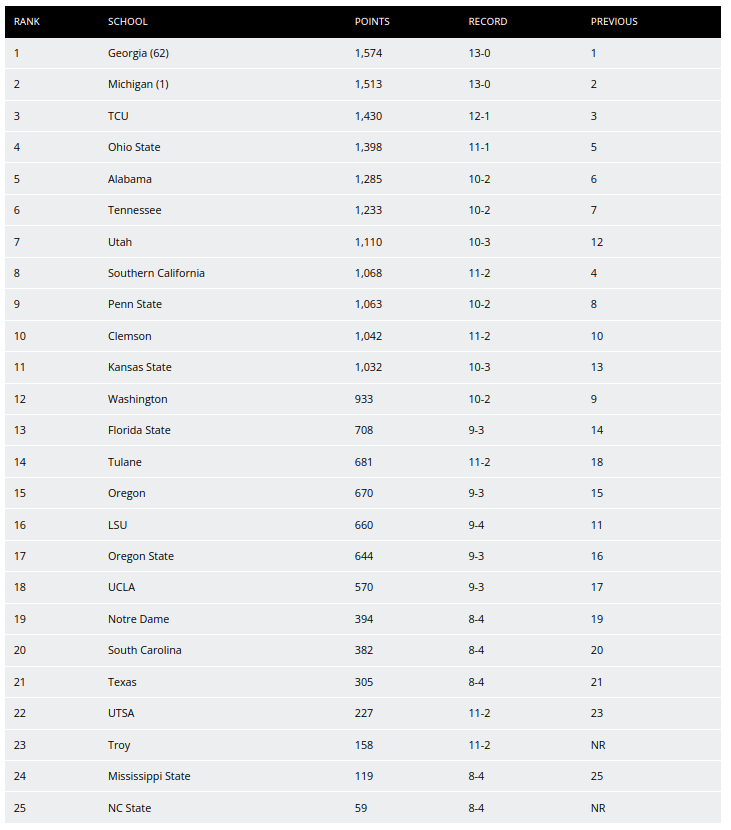 RANK SCHOOL POINTS RECORD PREVIOUS
1 Georgia (62) 1,574 13-0 1
2 Michigan (1) 1,513 13-0 2
3 TCU 1,430 12-1 3
4 Ohio State 1,398 11-1 5
5 Alabama 1,285 10-2 6
6 Tennessee 1,233 10-2 7
7 Utah 1,110 10-3 12
8 Southern California 1,068 11-2 4
9 Penn State 1,063 10-2 8
10 Clemson 1,042 11-2 10
11 Kansas State 1,032 10-3 13
12 Washington 933 10-2 9
13 Florida State 708 9-3 14
14 Tulane 681 11-2 18
15 Oregon 670 9-3 15
16 LSU 660 9-4 11
17 Oregon State 644 9-3 16
18 UCLA 570 9-3 17
19 Notre Dame 394 8-4 19
20 South Carolina 382 8-4 20
21 Texas 305 8-4 21
22 UTSA 227 11-2 23
23 Troy 158 11-2 NR
24 Mississippi State 119 8-4 25
25 NC State 59 8-4 NR